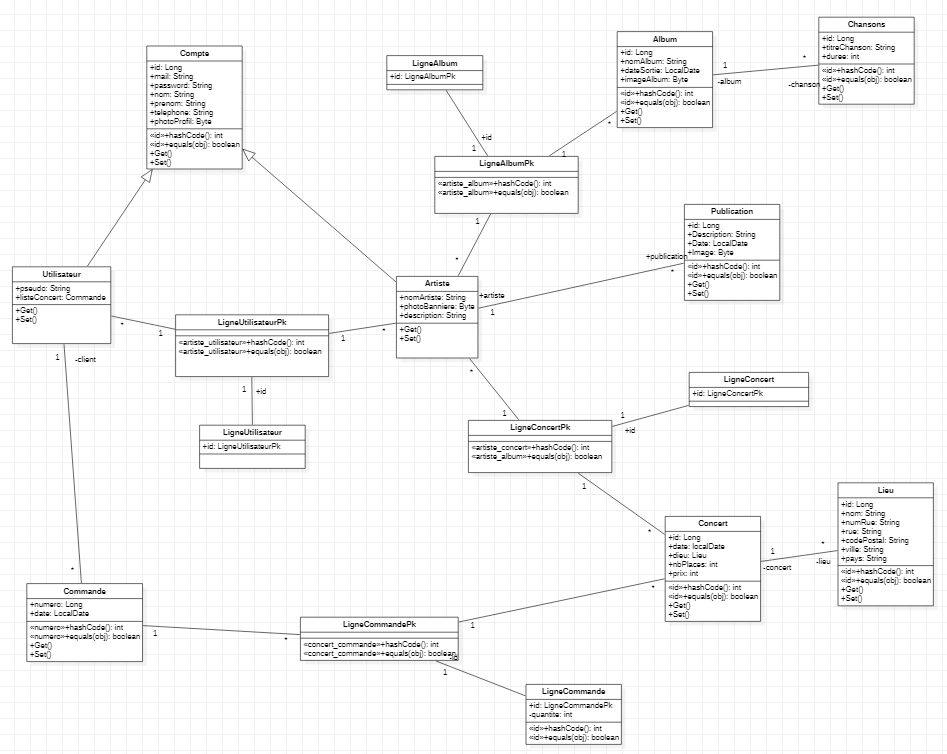 Compte
+id: Long
+mail: String
+password: String
+nom: String
+prenom: String
+telephone: String
+photoProfil: Byte
«id»+hashCode(): int
«id»+equals(obj): boolean
+Get()
+Set()
LigneAlbum
+id: LigneAlbumPk
+id
1
1
LigneAlbumPk
«artiste_album»+hashCode(): int
«artiste_album»+equals(obj): boolean
1
*
Album
+id: Long
+nomAlbum: String
+dateSortie: LocalDate
+imageAlbum: Byte
«id»+hashCode(): int
«id»+equals(obj): boolean
+Get()
+Set()
*
1
-album
*
-chanson
Chansons
+id: Long
+titreChanson: String
+duree: int
«id»+hashCode(): int
«id»+equals(obj): boolean
+Get()
+Set()
Publication
+id: Long
+Description: String
+Date: LocalDate
+Image: Byte
«id»+hashCode(): int
«id»+equals(obj): boolean
+Get()
+Set()
+publication
*
Utilisateur
+pseudo: String
+listeConcert: Commande
+Get()
+Set()
*
1
1
-client
LigneUtilisateurPk
«artiste_utilisateur»+hashCode(): int
«artiste_utilisateur»+equals(obj): boolean
1
*
1
+id
LigneUtilisateur
+id: LigneUtilisateurPk
Artiste
+nomArtiste: String
+photoBanniere: Byte
+description: String
+Get()
+Set()
+artiste
1
*
1
LigneConcertPk
«artiste_concert»+hashCode(): int
«artiste_album»+equals(obj): boolean
1
+id
LigneConcert
+id: LigneConcertPk
1
*
Concert
+id: Long
+date: localDate
+dieu: Lieu
+nbPlaces: int
+prix: int
«id»+hashCode(): int
«id»+equals(obj): boolean
+Get()
+Set()
*
1
-concert
*
-lieu
Lieu
+id: Long
+nom: String
+numRue: String
+rue: String
+codePostal: String
+ville: String
+pays: String
«id»+hashCode(): int
«id»+equals(obj): boolean
+Get()
+Set()
*
Commande
+numero: Long
+date: LocalDate
«numero»+hashCode(): int
«numero»+equals(obj): boolean
+Get()
+Set()
1
*
LigneCommandePk
«concert_commande»+hashCode(): int
«concert_commande»+equals(obj): boolean
1
-id
1
LigneCommande
+id: LigneCommandePk
-quantite: int
«id»+hashCode(): int
«id»+equals(obj): boolean